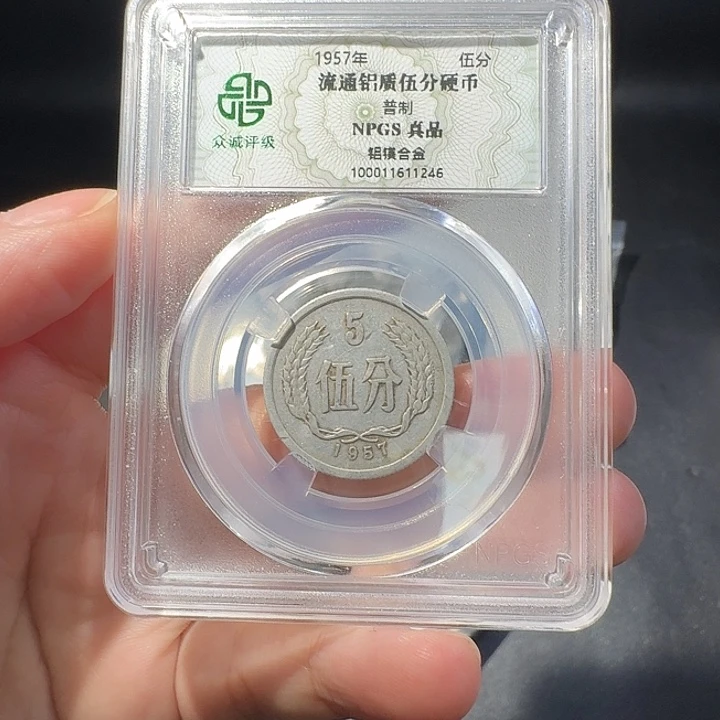 1957年 伍分
流通铝质伍分硬币
普制
NPGS 真品
铝镁合金
100011611246
众诚评级
5
伍分
1957
NPGS